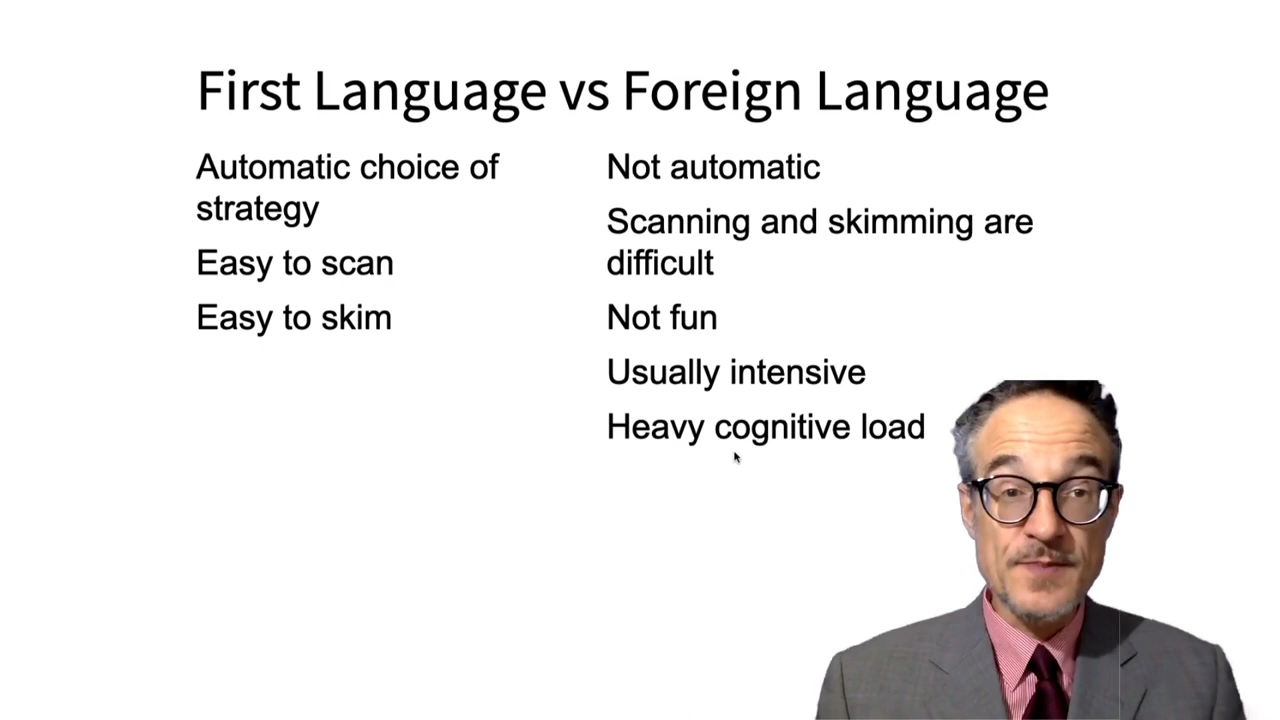 First Language vs Foreign Language
Automatic choice of
strategy
Easy to scan
Easy to skim
Not automatic
Scanning and skimming are
difficult
Not fun
Usually intensive
Heavy cognitive load